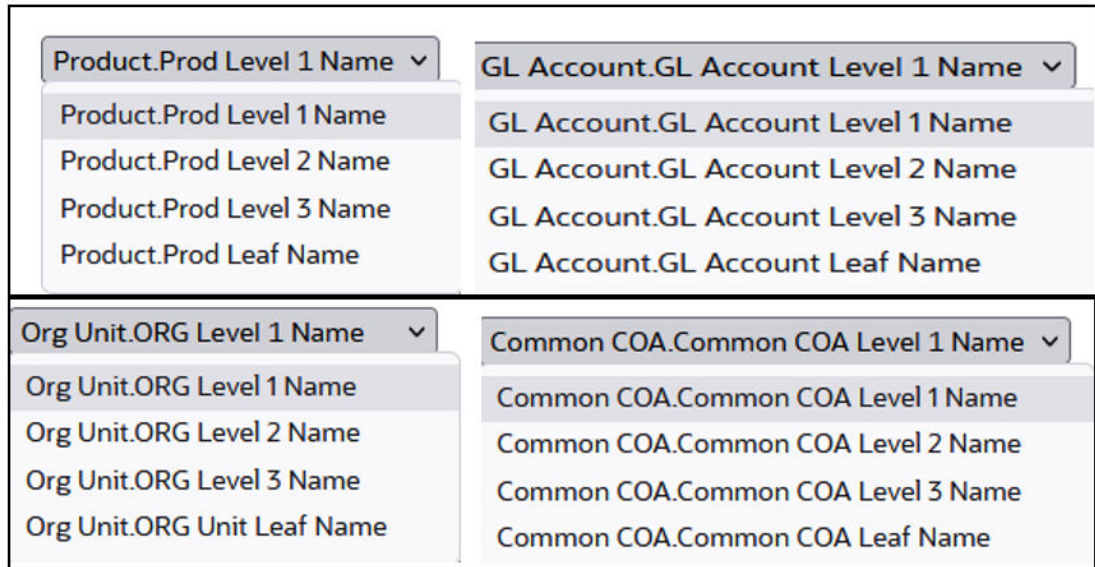 Product.Prod Level 1 Name
Product.Prod Level 1 Name
Product.Prod Level 2 Name
Product.Prod Level 3 Name
Product.Prod Leaf Name
GL Account.GL Account Level 1 Name
GL Account.GL Account Level 1 Name
GL Account.GL Account Level 2 Name
GL Account.GL Account Level 3 Name
GL Account.GL Account Leaf Name
Org Unit.ORG Level 1 Name
Org Unit.ORG Level 1 Name
Org Unit.ORG Level 2 Name
Org Unit.ORG Level 3 Name
Org Unit.ORG Unit Leaf Name
Common COA.Common COA Level 1 Name
Common COA.Common COA Level 1 Name
Common COA.Common COA Level 2 Name
Common COA.Common COA Level 3 Name
Common COA.Common COA Leaf Name